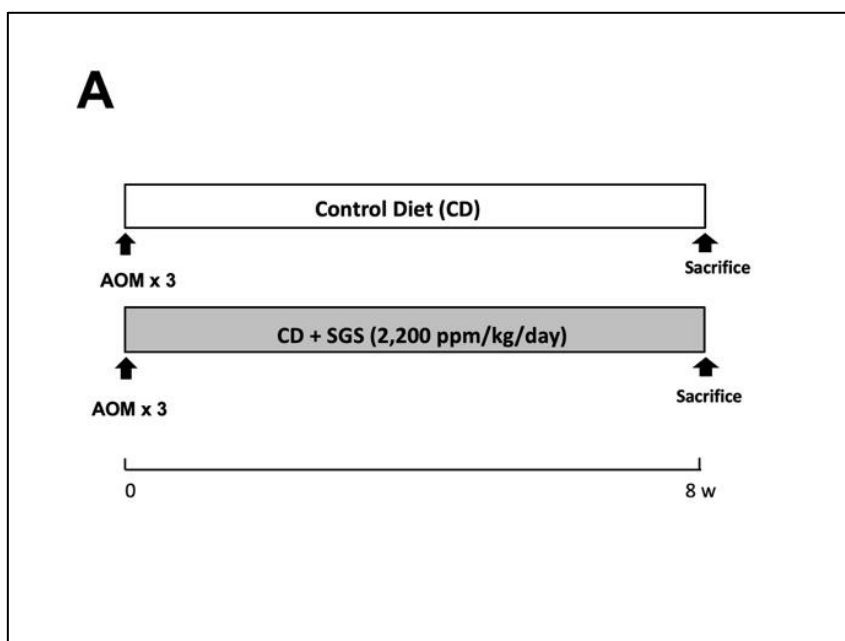 A
Control Diet (CD)
AOM x 3
Sacrifice
CD + SGS (2,200 ppm/kg/day)
AOM x 3
Sacrifice
0
8 w